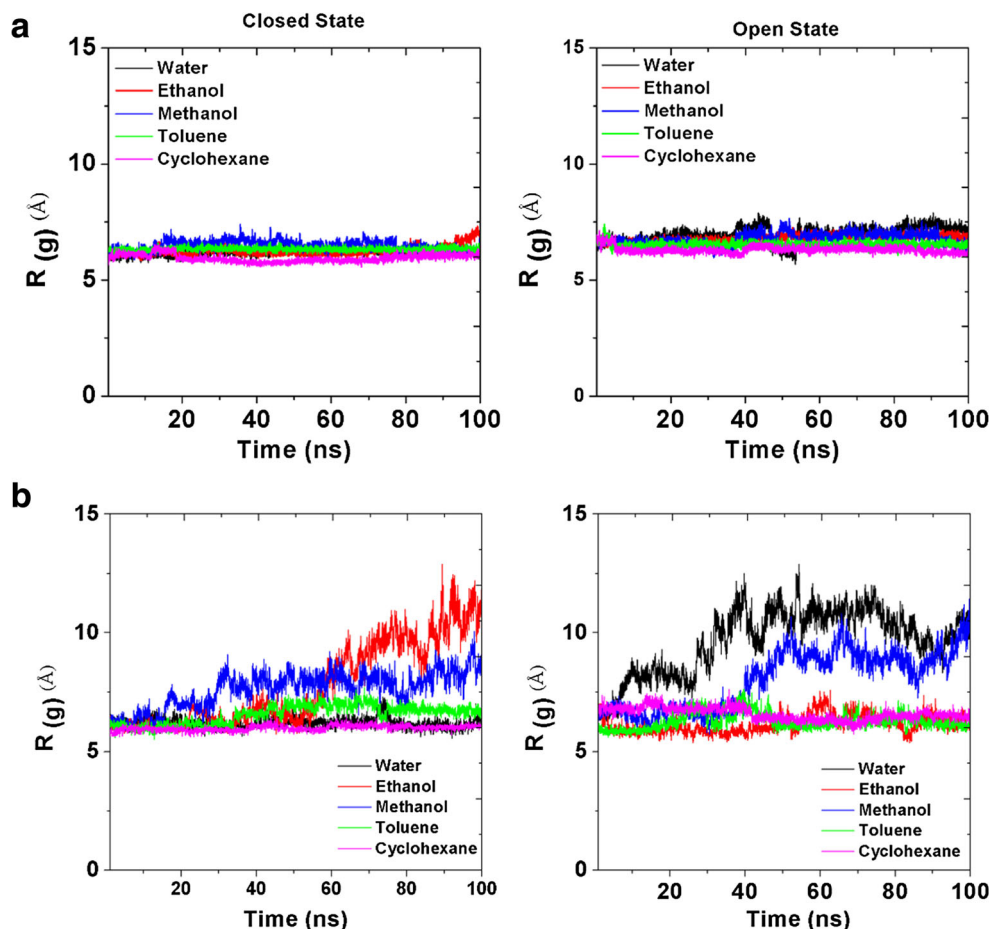 a
Closed State
Open State
15
Water
Ethanol
Methanol
Toluene
Cyclohexane
10
R (g) (Å)
5
0
20 40 60 80 100
Time (ns)
15
Water
Ethanol
Methanol
Toluene
Cyclohexane
10
R (g) (Å)
5
0
20 40 60 80 100
Time (ns)
b
15
10
R (g) (Å)
5
Water
Ethanol
Methanol
Toluene
Cyclohexane
0
20 40 60 80 100
Time (ns)
15
10
R (g) (Å)
5
Water
Ethanol
Methanol
Toluene
Cyclohexane
0
20 40 60 80 100
Time (ns)